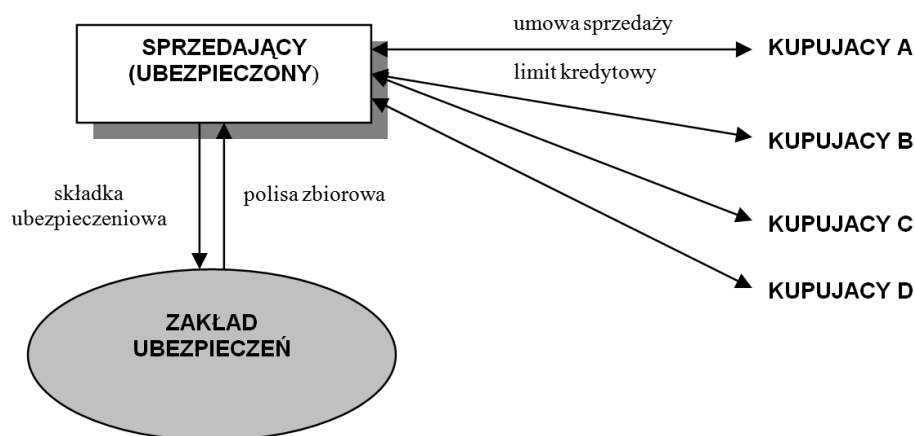 umowa sprzedaży
SPRZEDAJĄCY
(UBEZPIECZONY)
KUPUJACY A
limit kredytowy
KUPUJACY B
składka
ubezpieczeniowa
polisa zbiorowa
KUPUJACY C
KUPUJACY D
ZAKŁAD
UBEZPIECZEŃ